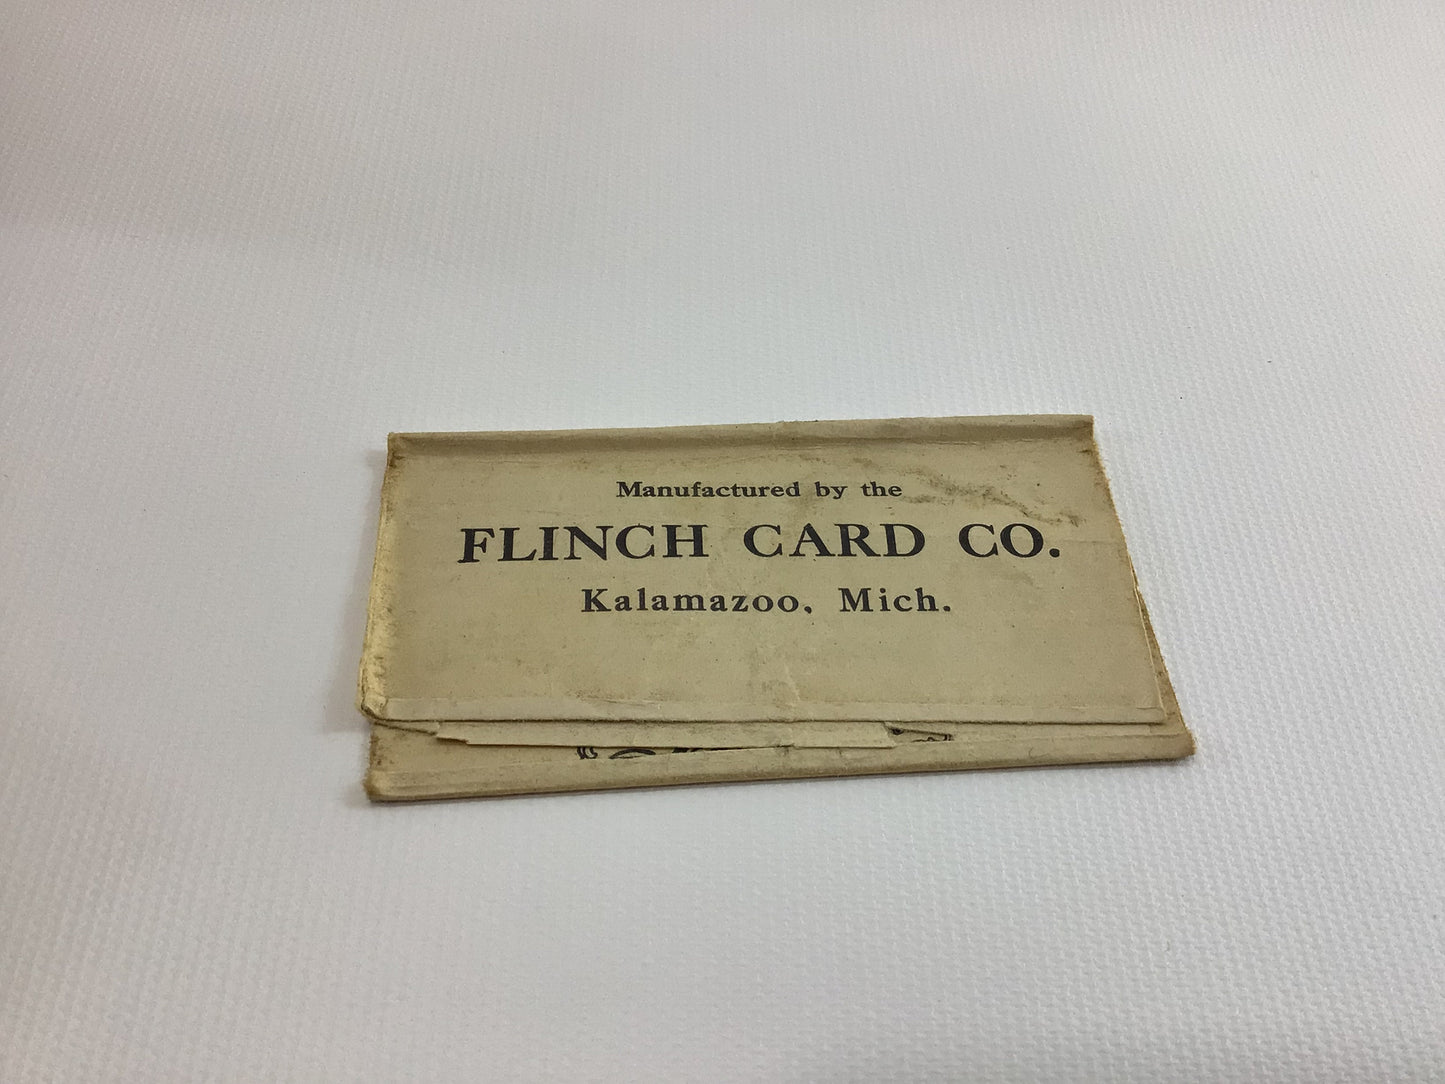 Manufactured by the
FLINCH CARD CO.
Kalamazoo, Mich.